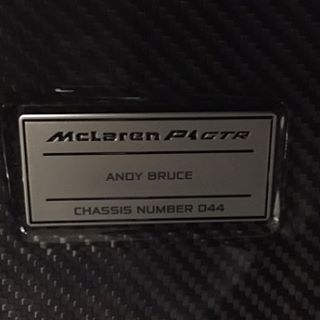 McLaren P1 GTR
ANDY BRUCE
CHASSIS NUMBER 044